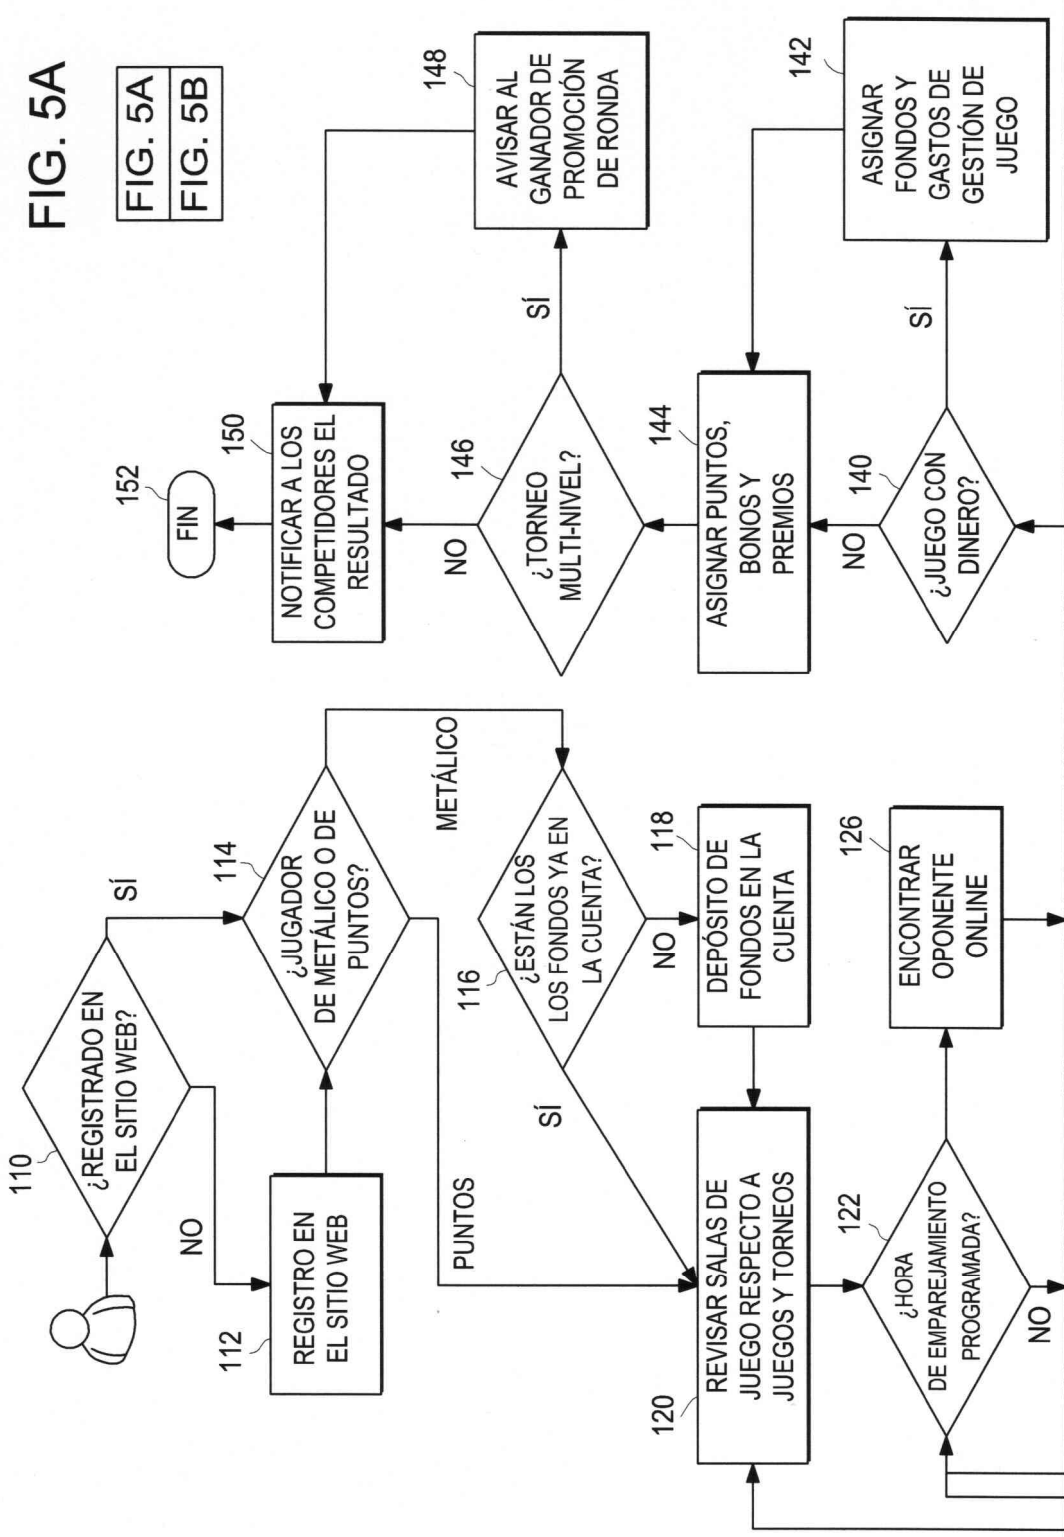 FIG. 5A
FIG. 5A
FIG. 5B
110
¿REGISTRADO EN
EL SITIO WEB?
SÍ
NO
112
REGISTRO EN
EL SITIO WEB
114
¿JUGADOR
DE METÁLICO O DE
PUNTOS?
METÁLICO
PUNTOS
116
¿ESTÁN LOS
LOS FONDOS YA EN
LA CUENTA?
SÍ
NO
118
DEPÓSITO DE
FONDOS EN LA
CUENTA
120
REVISAR SALAS DE
JUEGO RESPECTO A
JUEGOS Y TORNEOS
122
¿HORA
DE EMPAREJAMIENTO
PROGRAMADA?
NO
126
ENCONTRAR
OPONENTE
ONLINE
152
FIN
150
NOTIFICAR A LOS
COMPETIDORES EL
RESULTADO
NO
146
¿TORNEO
MULTI-NIVEL?
SÍ
148
AVISAR AL
GANADOR DE
PROMOCIÓN
DE RONDA
144
ASIGNAR PUNTOS,
BONOS Y
PREMIOS
NO
140
¿JUEGO CON
DINERO?
SÍ
142
ASIGNAR
FONDOS Y
GASTOS DE
GESTIÓN DE
JUEGO